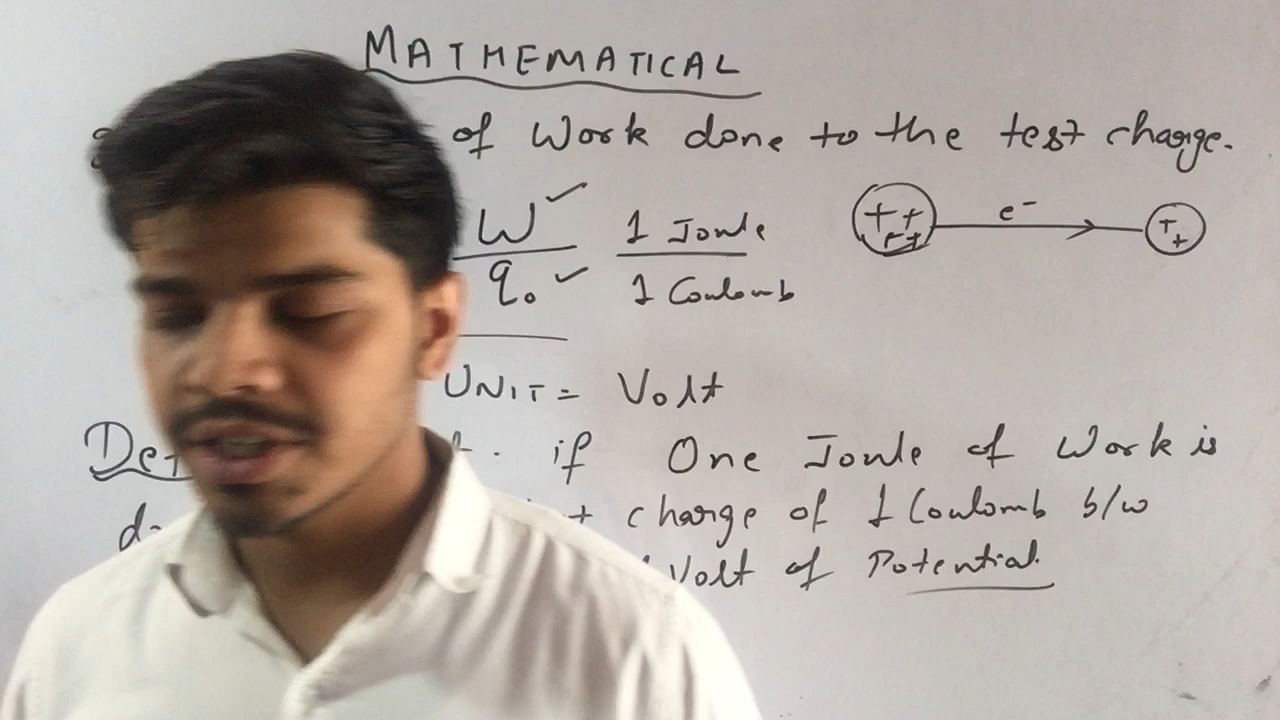 MATHEMATICAL
of Work done to the test charge.
W 1 Joule
q₀ 1 Coulomb
++ e⁻ +
++ +
UNIT = Volt
if One Joule of Work is
charge of 1 Coulomb b/w
Volt of Potential.